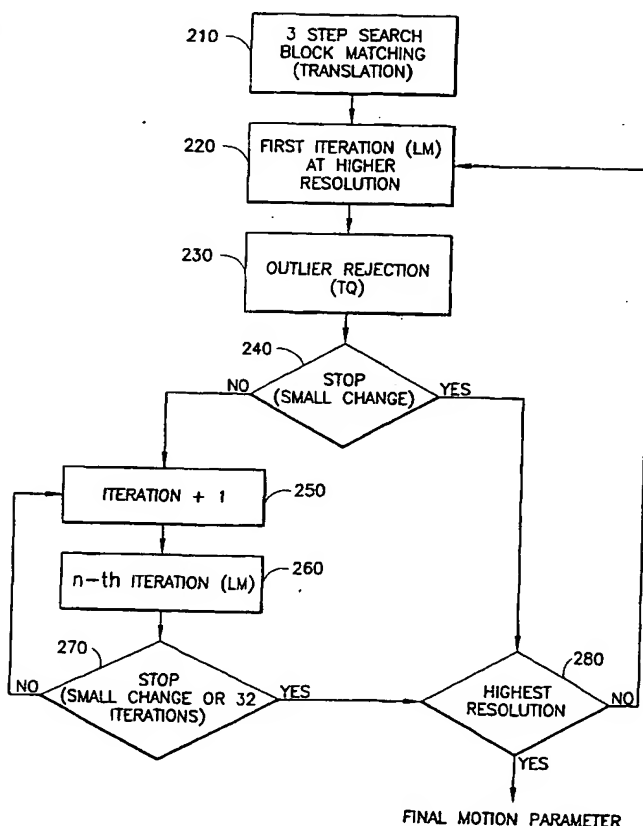 210
3 STEP SEARCH
BLOCK MATCHING
(TRANSLATION)
220
FIRST ITERATION (LM)
AT HIGHER
RESOLUTION
230
OUTLIER REJECTION
(TQ)
240
STOP
(SMALL CHANGE)
NO
YES
ITERATION + 1
250
n-th ITERATION (LM)
260
270
STOP
(SMALL CHANGE OR 32
ITERATIONS)
NO
YES
280
HIGHEST
RESOLUTION
NO
YES
FINAL MOTION PARAMETER